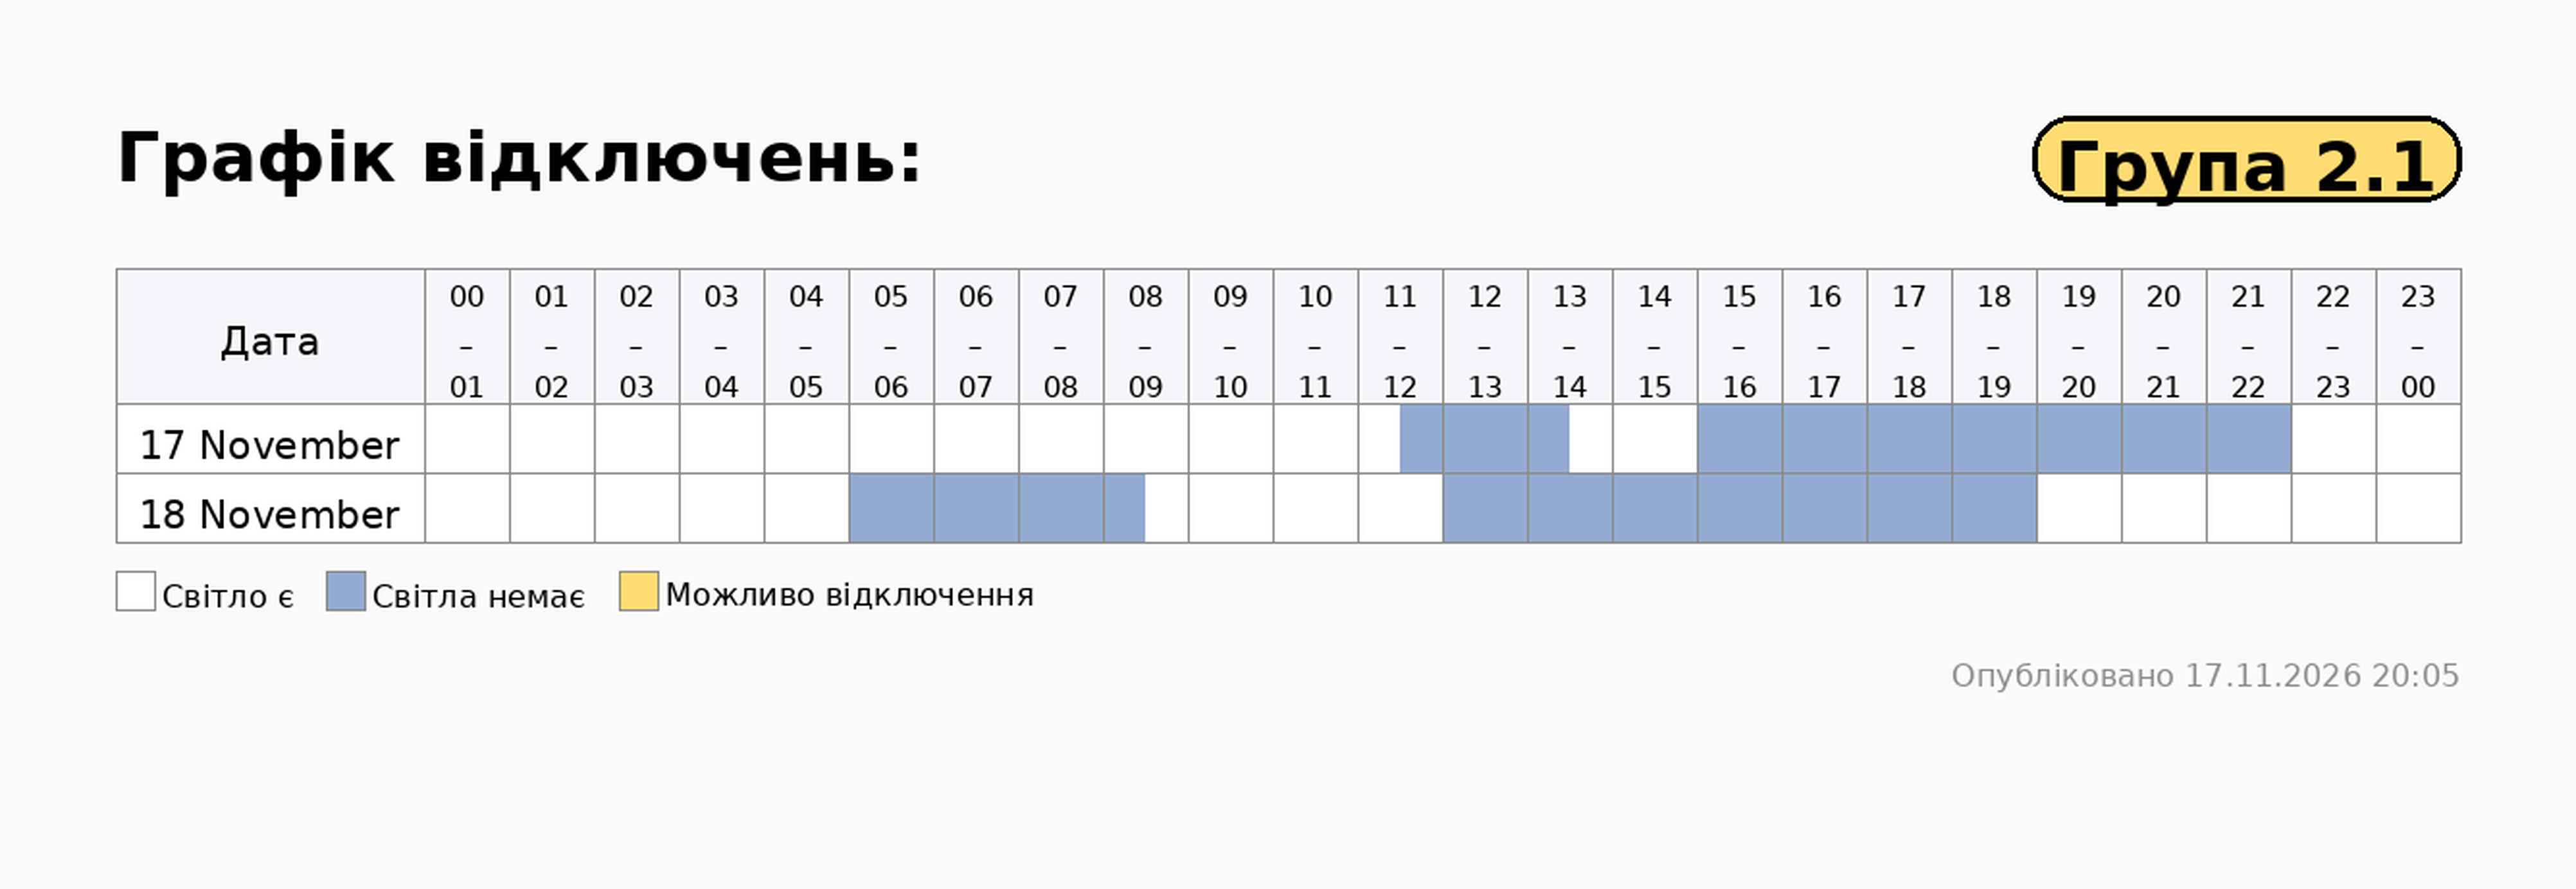 Графік відключень:
Група 2.1
Дата
00 – 01
01 – 02
02 – 03
03 – 04
04 – 05
05 – 06
06 – 07
07 – 08
08 – 09
09 – 10
10 – 11
11 – 12
12 – 13
13 – 14
14 – 15
15 – 16
16 – 17
17 – 18
18 – 19
19 – 20
20 – 21
21 – 22
22 – 23
23 – 00
17 November
18 November
Світло є
Світла немає
Можливо відключення
Опубліковано 17.11.2026 20:05